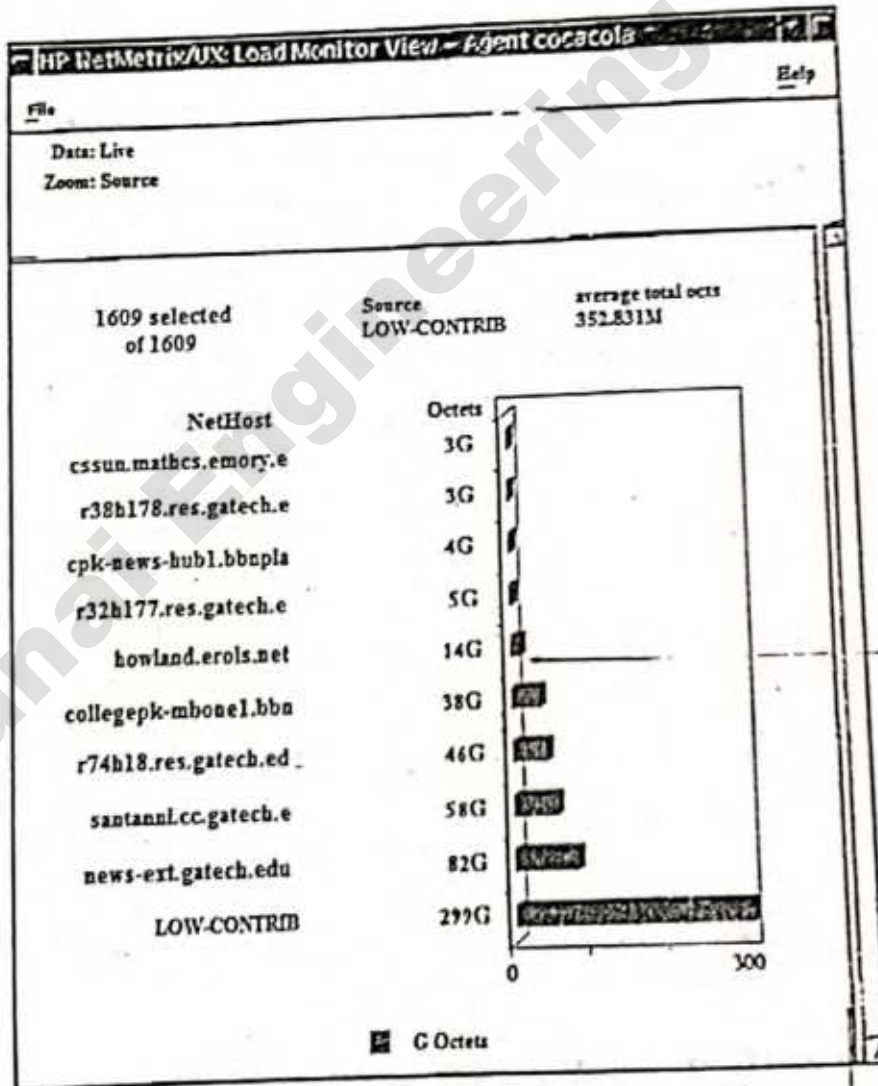 HP NetMetrix/UX: Load Monitor View – Agent cocacola
File
Help
Data: Live
Zoom: Source
1609 selected
of 1609
Source
LOW-CONTRIB
average total octs
352.831M
NetHost
Octets
cssun.mathcs.emory.e 3G
r38h178.res.gatech.e 3G
cpk-news-hub1.bbnpla 4G
r32h177.res.gatech.e 5G
howland.erols.net 14G
collegepk-mbone1.bbn 38G
r74h18.res.gatech.ed 46G
santanni.cc.gatech.e 58G
news-ext.gatech.edu 82G
LOW-CONTRIB 299G
0 300
G Octets
Engineering